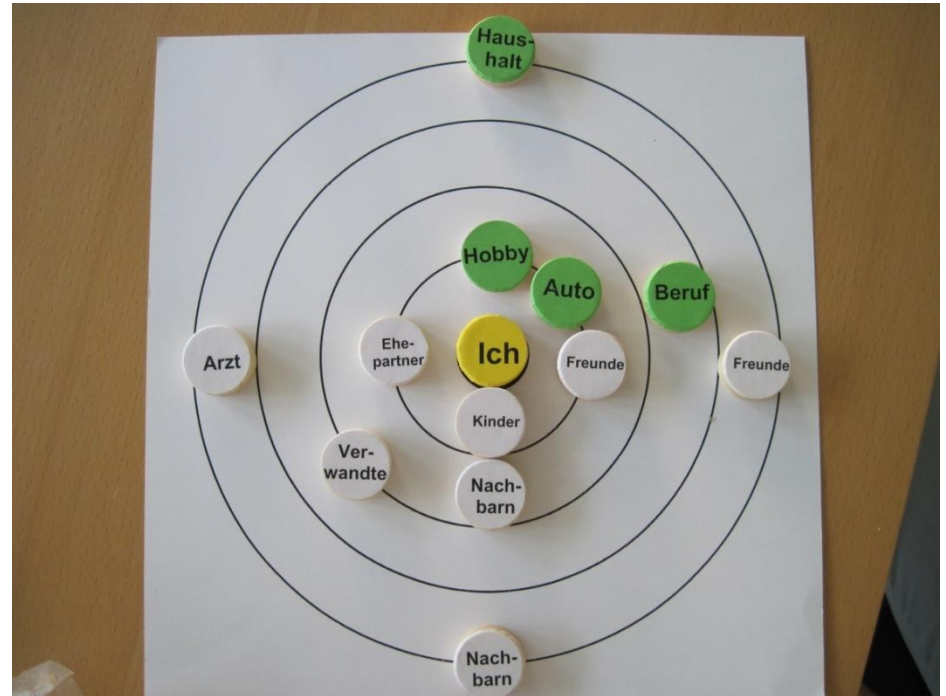 Haus-
halt
Hobby
Auto
Beruf
Ehe-
partner
Ich
Arzt
Freunde
Freunde
Kinder
Ver-
wandte
Nach-
barn
Nach-
barn